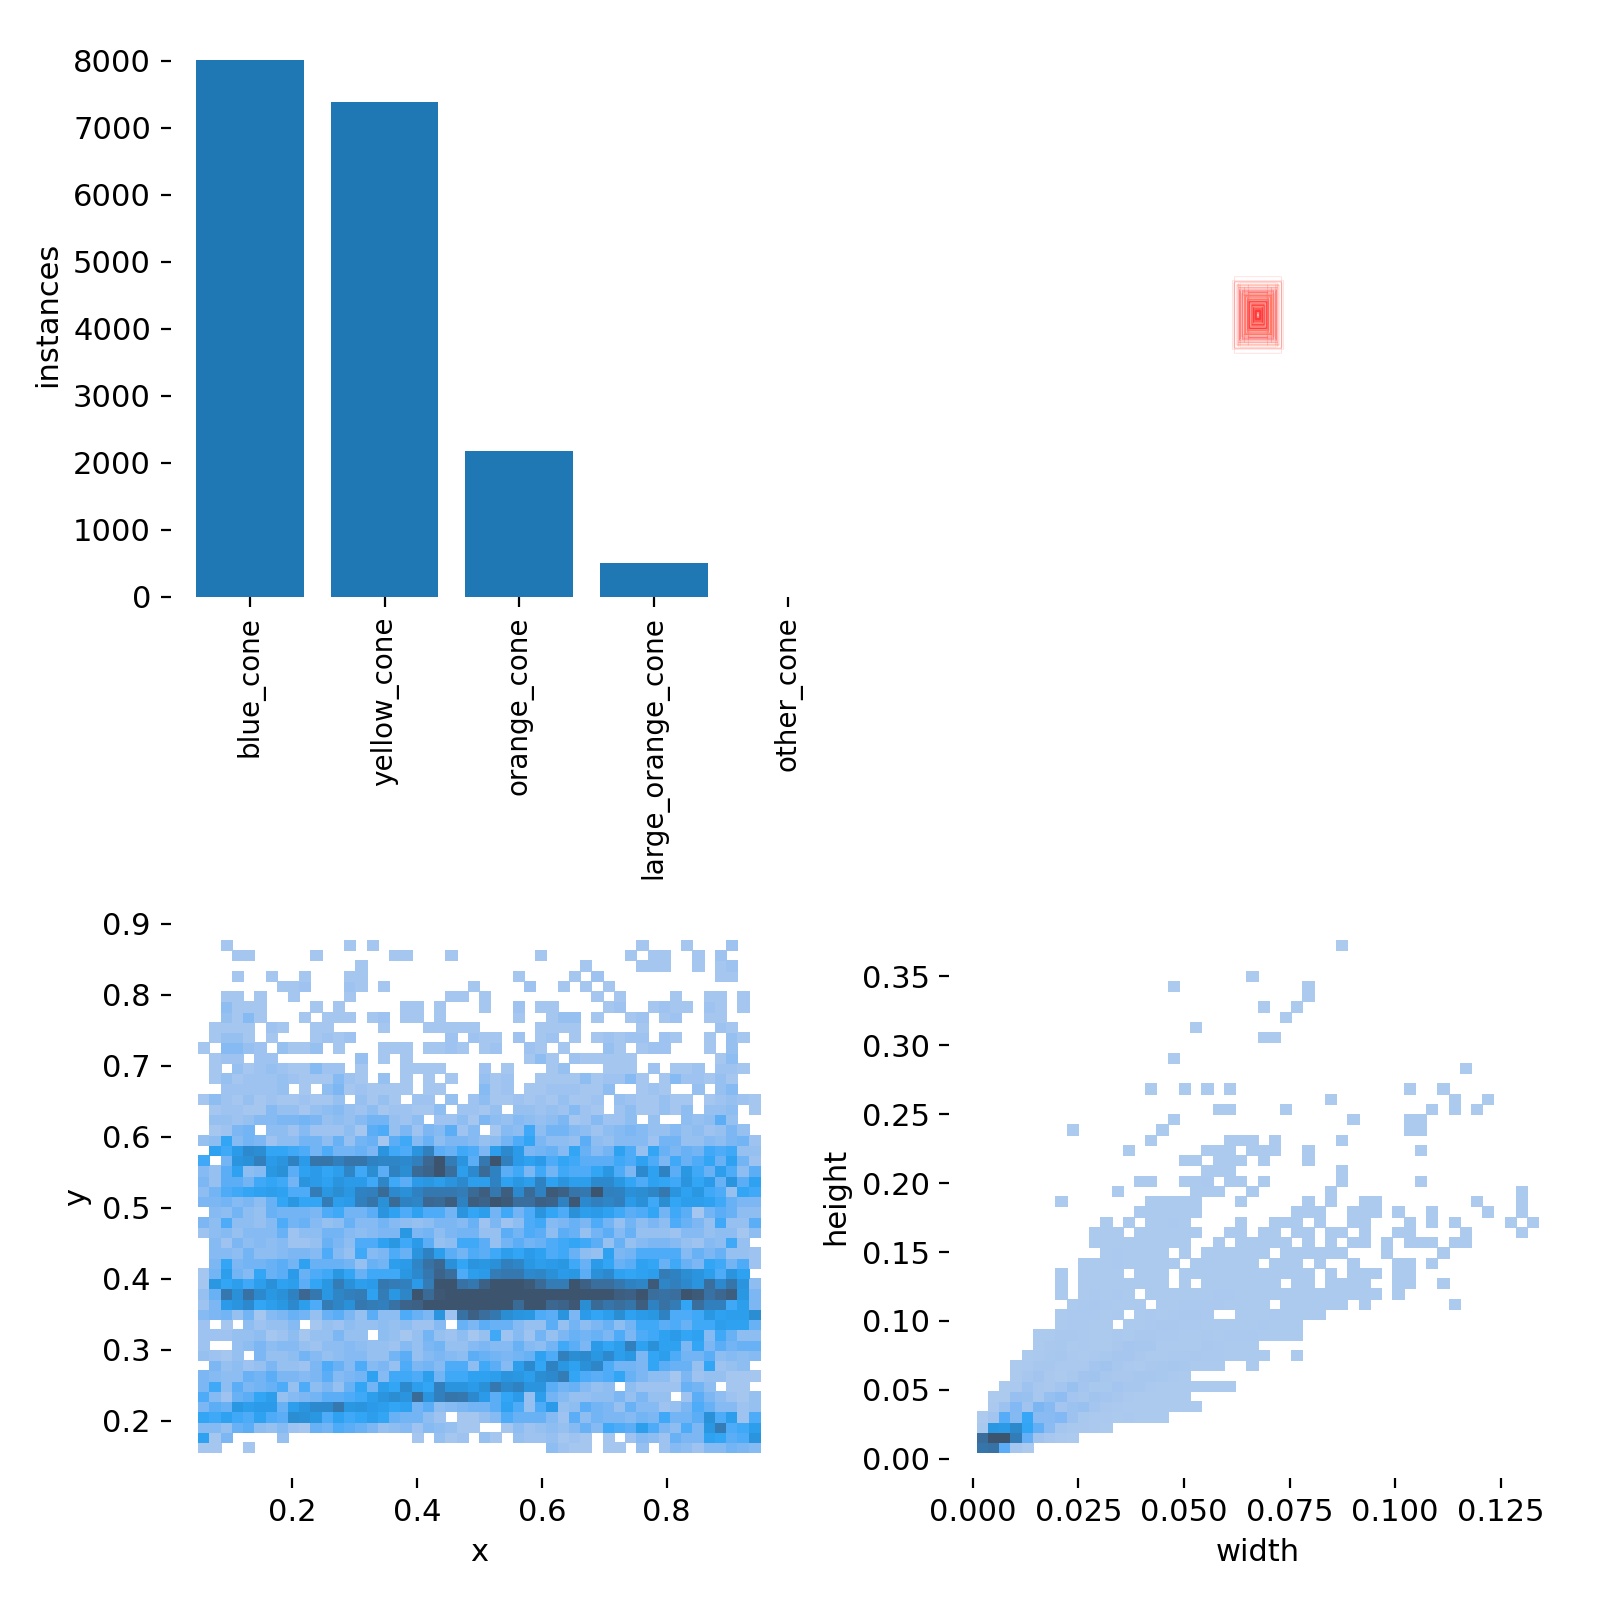 8000
7000
6000
5000
4000
3000
2000
1000
0
instances
blue_cone
yellow_cone
orange_cone
large_orange_cone
other_cone
0.9
0.8
0.7
0.6
0.5
0.4
0.3
0.2
y
0.2 0.4 0.6 0.8
x
0.35
0.30
0.25
0.20
0.15
0.10
0.05
0.00
height
0.000 0.025 0.050 0.075 0.100 0.125
width